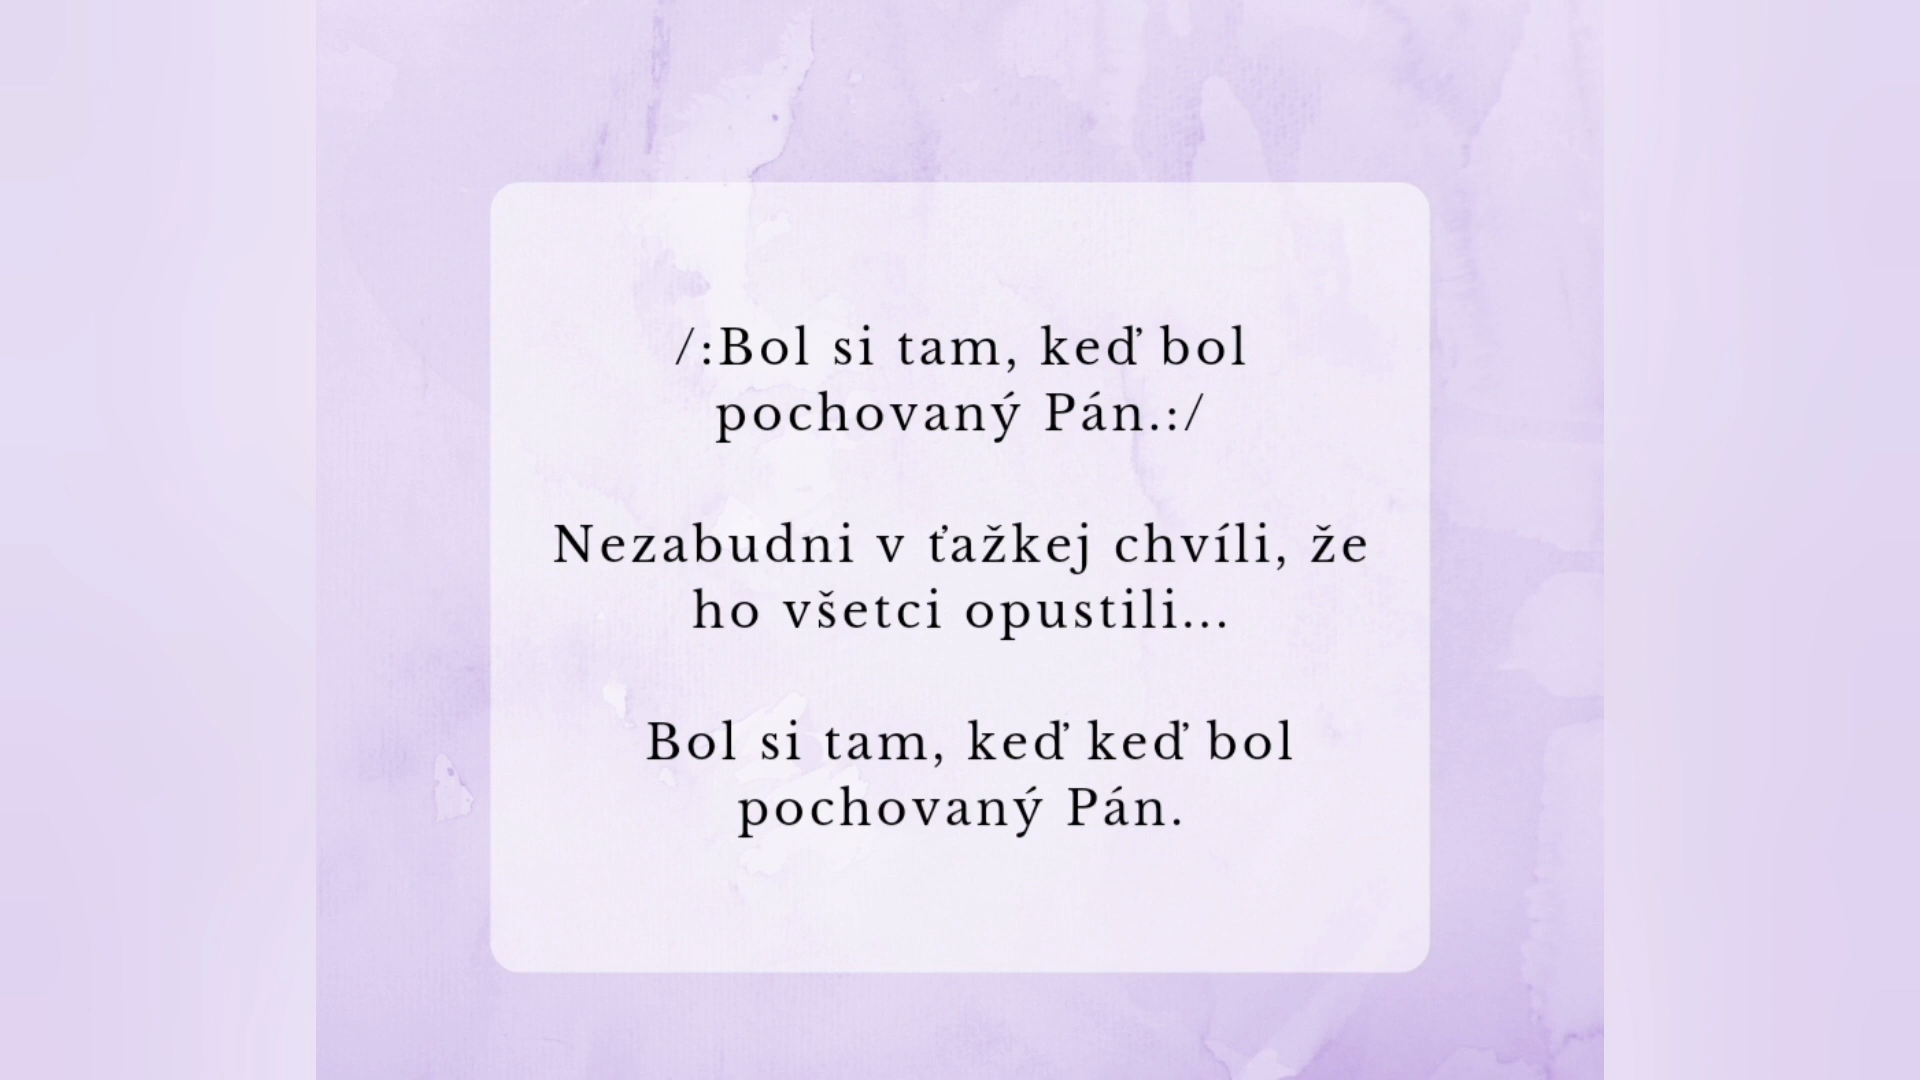 /:Bol si tam, keď bol
pochovaný Pán.:/
Nezabudni v ťažkej chvíli, že
ho všetci opustili...
Bol si tam, keď keď bol
pochovaný Pán.